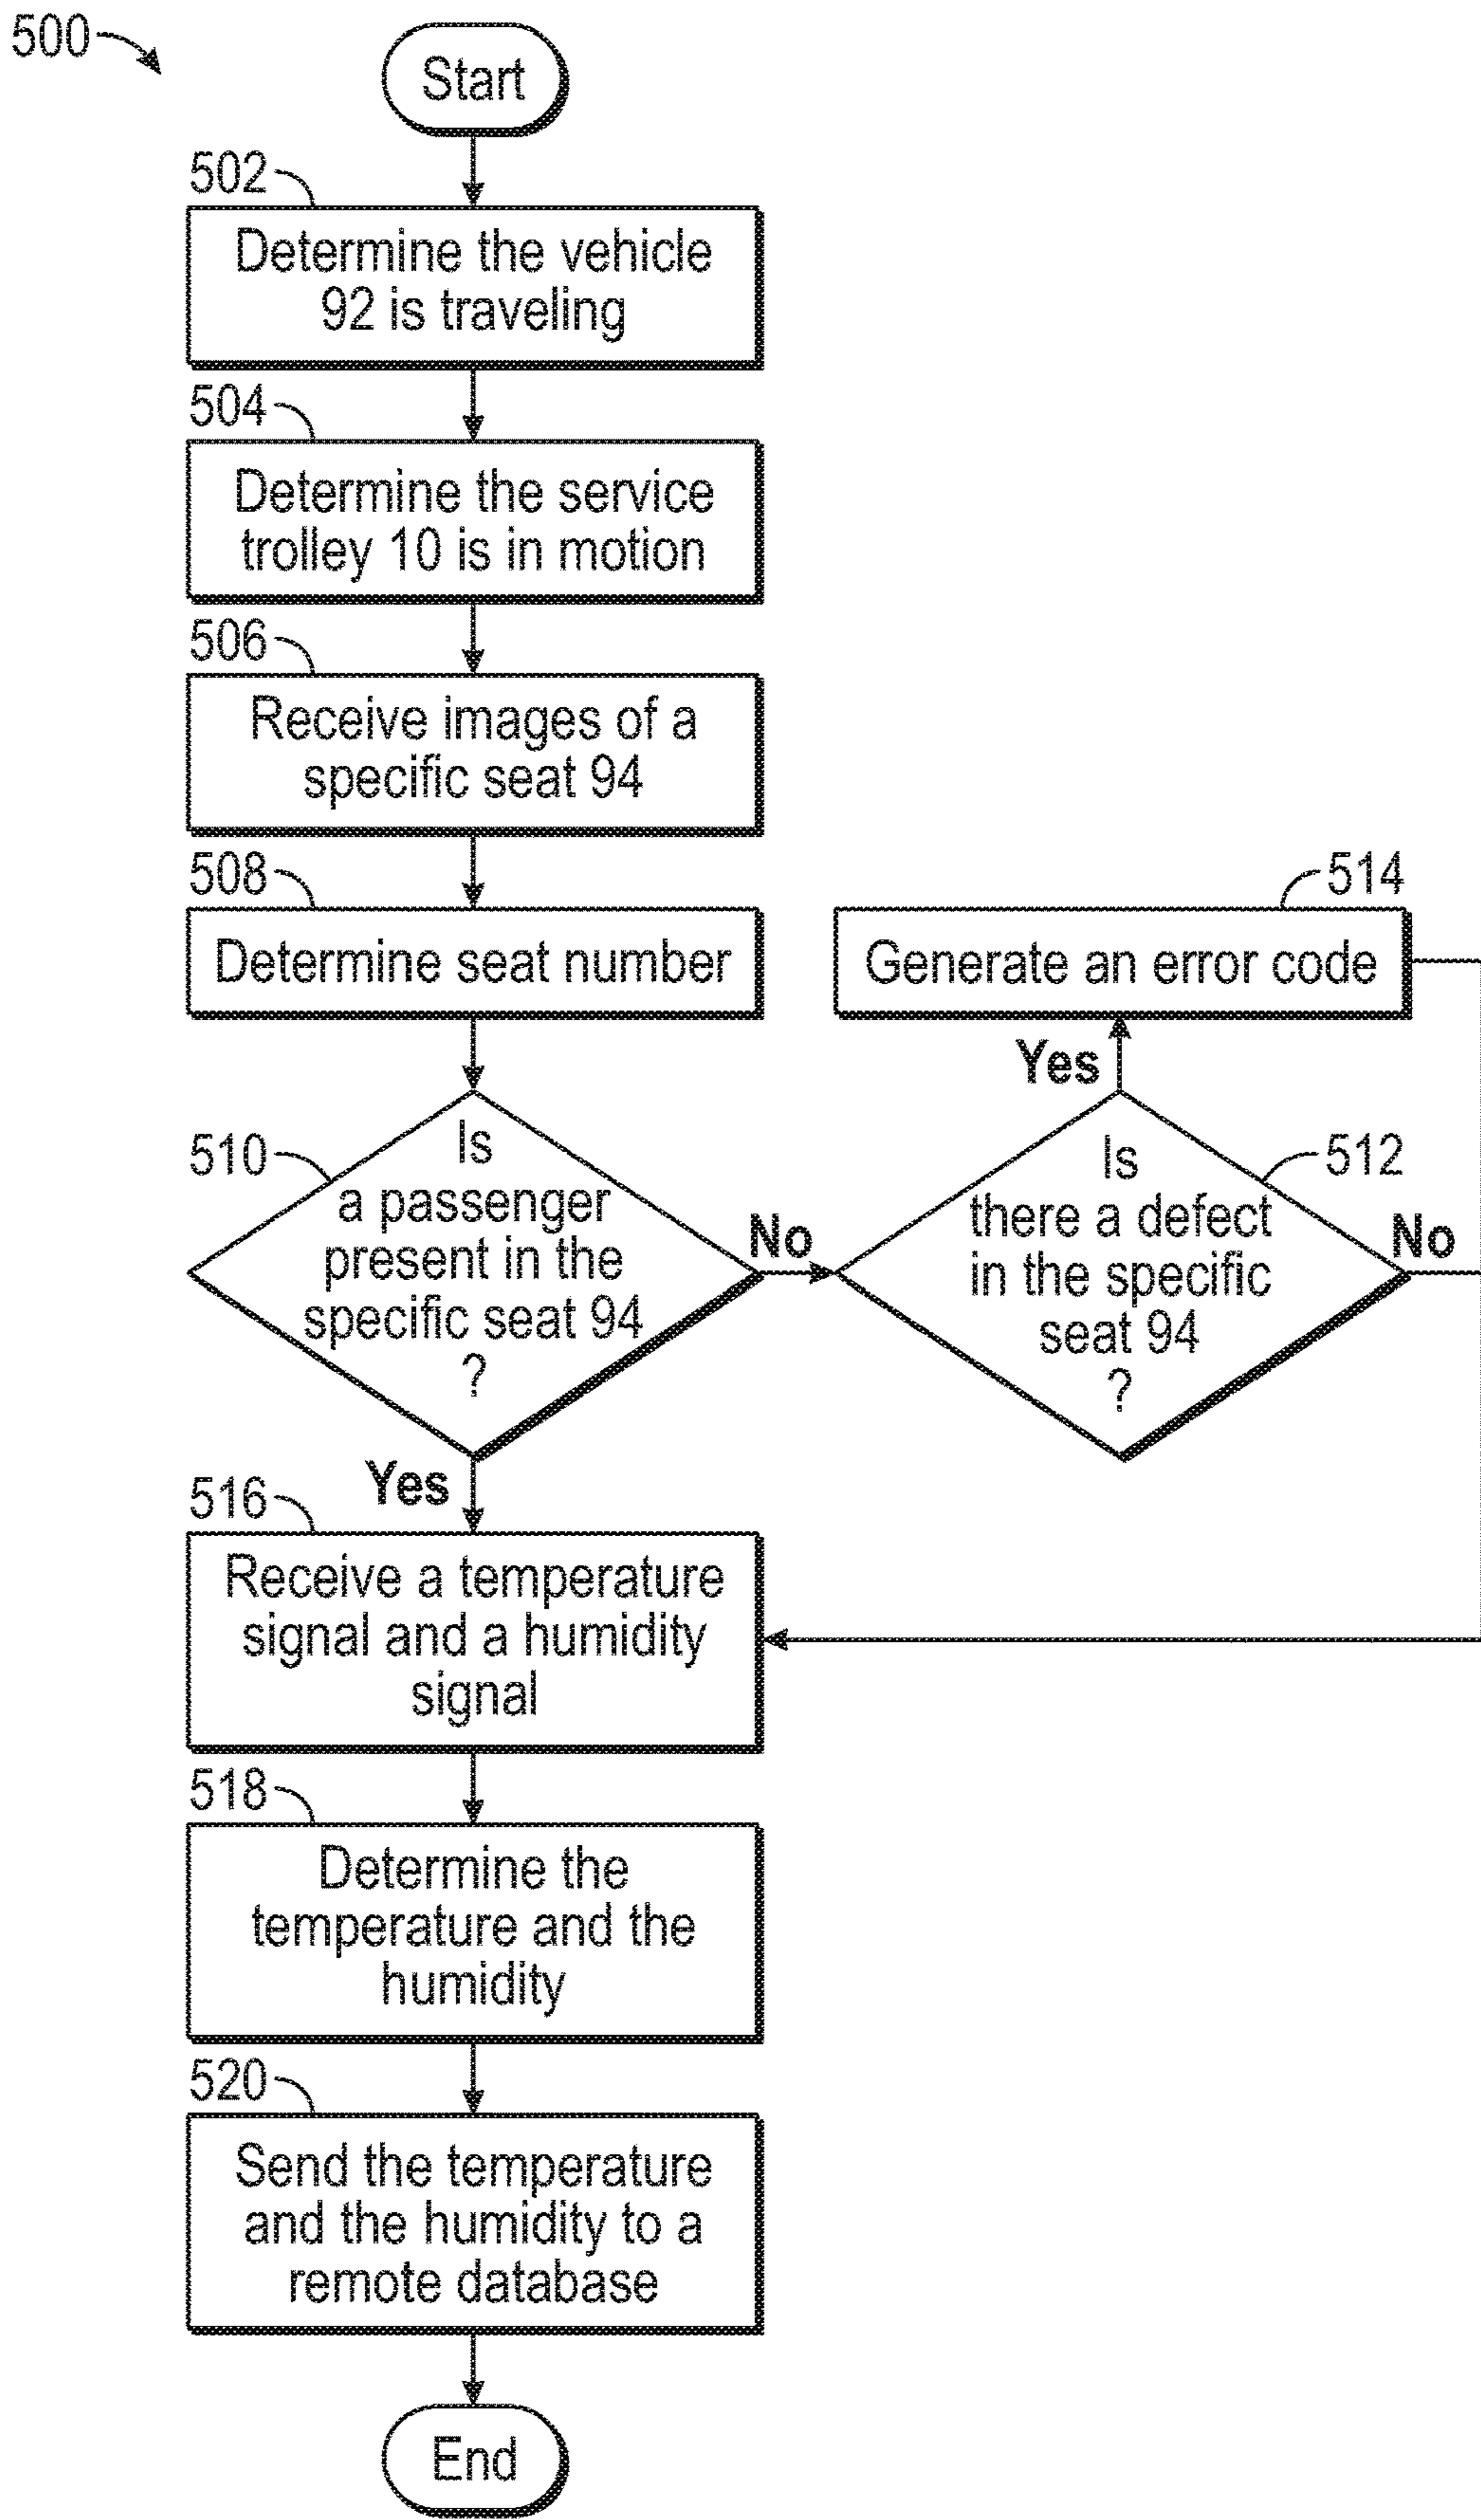 500
Start
502
Determine the vehicle
92 is traveling
504
Determine the service
trolley 10 is in motion
506
Receive images of a
specific seat 94
508
Determine seat number
514
Generate an error code
510
Is
a passenger
present in the
specific seat 94
?
No
Yes
512
Is
there a defect
in the specific
seat 94
?
No
Yes
516
Receive a temperature
signal and a humidity
signal
518
Determine the
temperature and the
humidity
520
Send the temperature
and the humidity to a
remote database
End